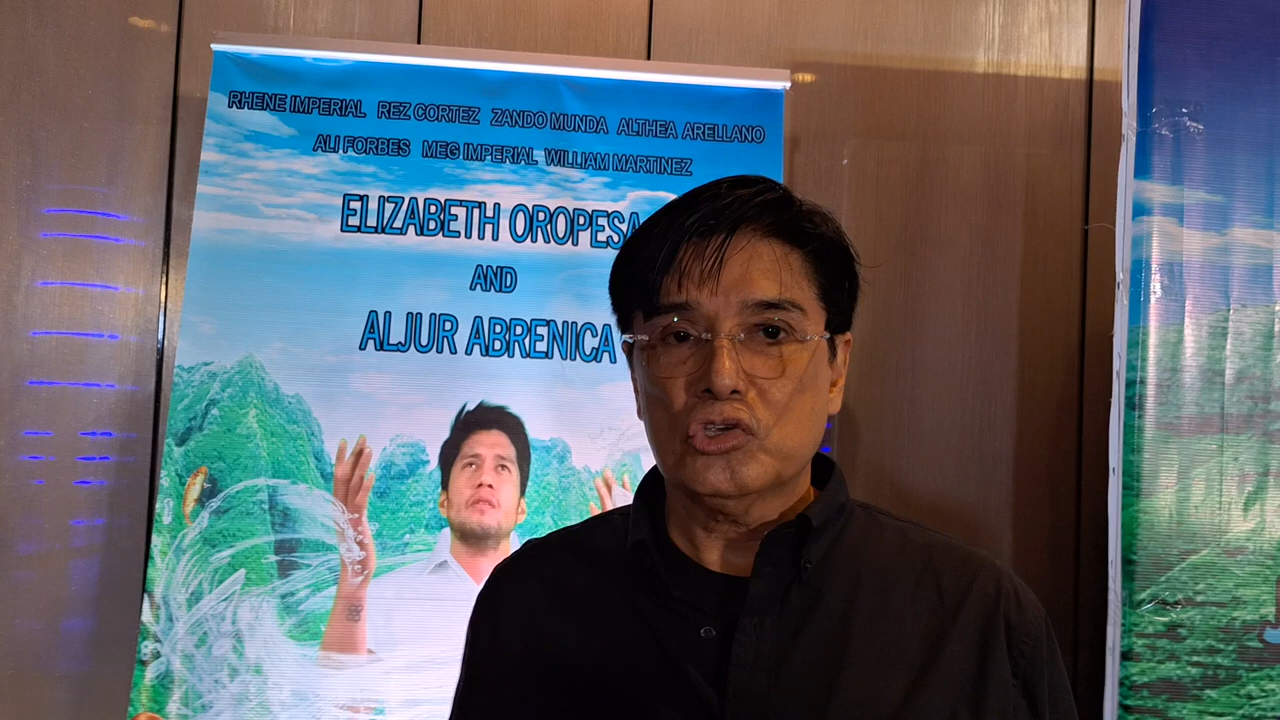 RHENE IMPERIAL REZ CORTEZ ZANDO MUNDA ALTHEA ARELLANO
ALI FORBES MEG IMPERIAL WILLIAM MARTINEZ
ELIZABETH OROPESA
AND
ALJUR ABRENICA